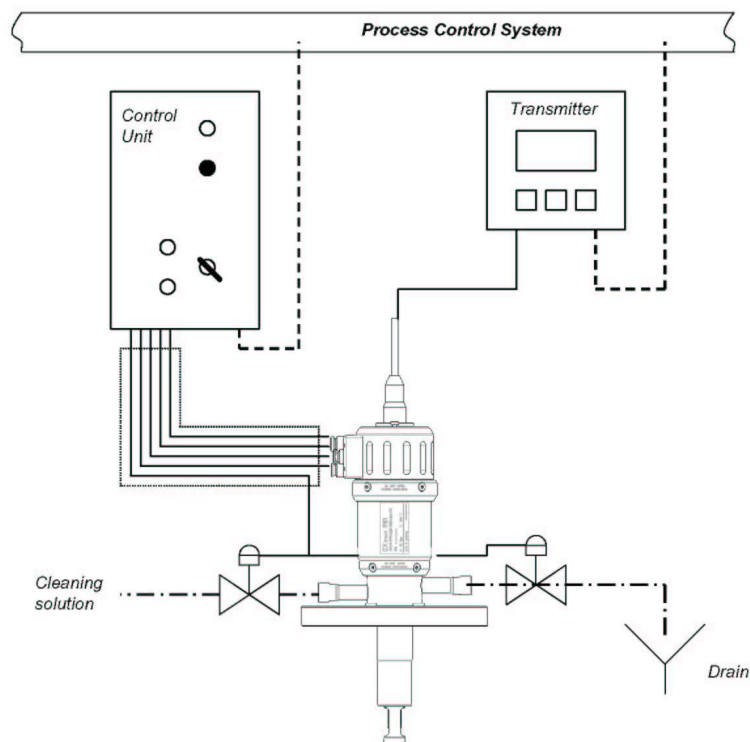 Process Control System
Control
Unit
Transmitter
Cleaning
solution
Drain